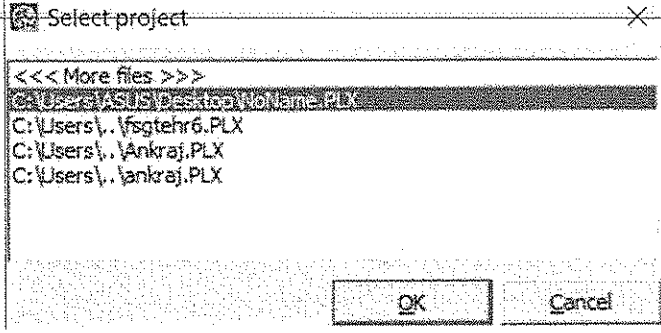 Select project
<<< More files >>>
C:\Users\ASUS\Desktop\NoName.PLX
C:\Users\..\fsgtehr6.PLX
C:\Users\..\Ankraj.PLX
C:\Users\..\ankraj.PLX
OK
Cancel